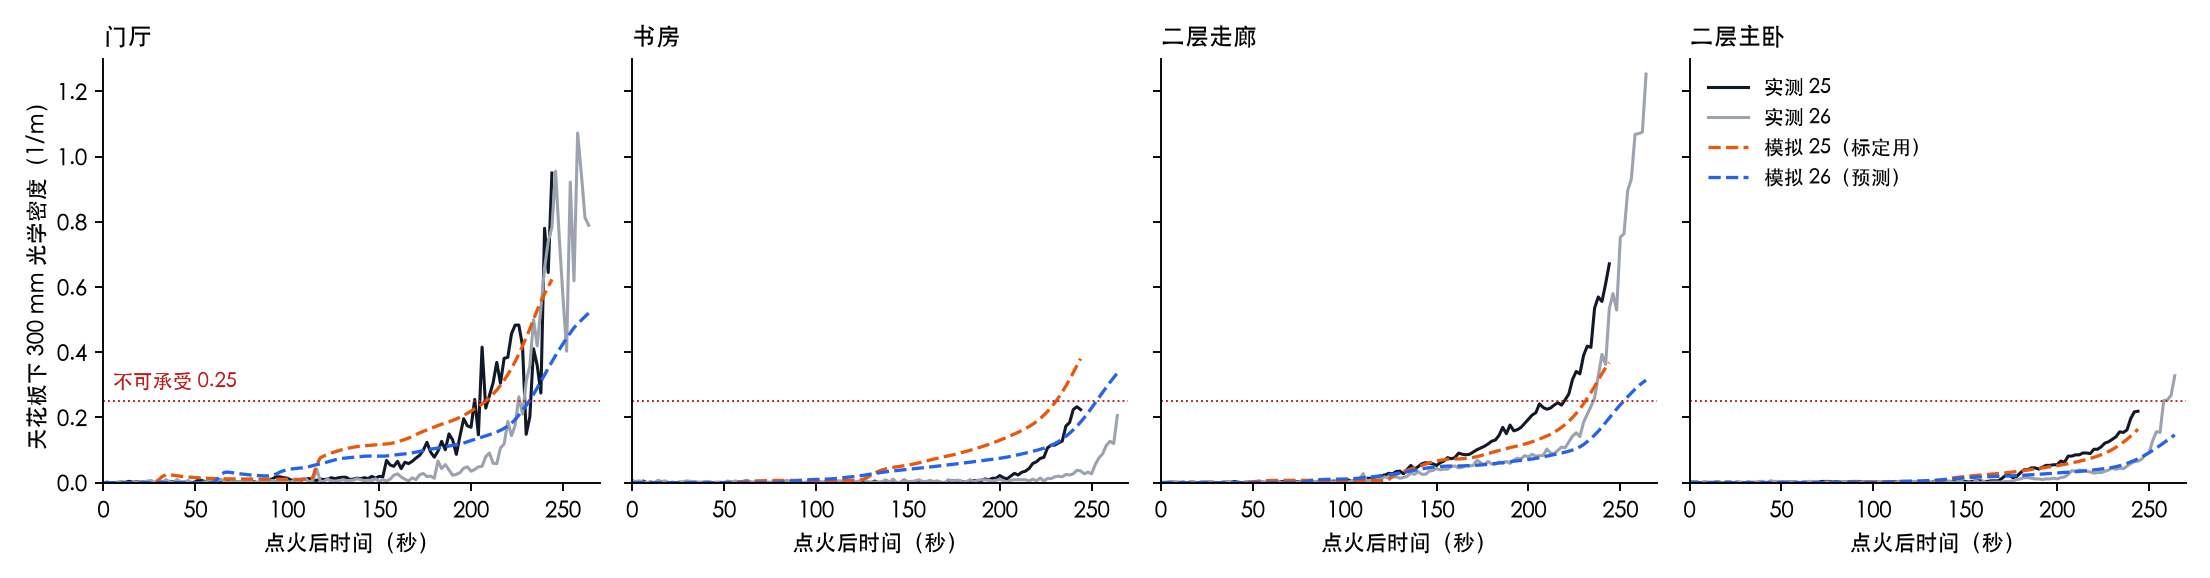 门厅
书房
二层走廊
二层主卧
天花板下 300 mm 光学密度（1/m）
1.2
1.0
0.8
0.6
0.4
0.2
0.0
不可承受 0.25
实测 25
实测 26
模拟 25（标定用）
模拟 26（预测）
0 50 100 150 200 250
0 50 100 150 200 250
0 50 100 150 200 250
0 50 100 150 200 250
点火后时间（秒）
点火后时间（秒）
点火后时间（秒）
点火后时间（秒）